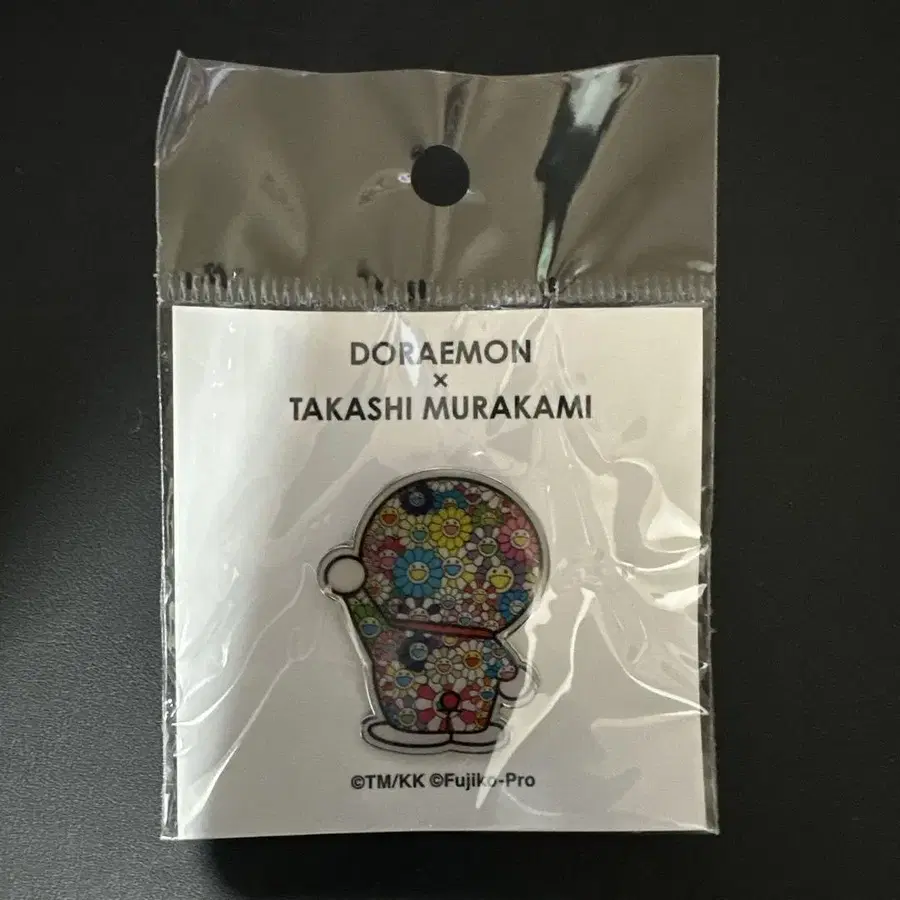 DORAEMON
×
TAKASHI MURAKAMI
©TM/KK ©Fujiko-Pro